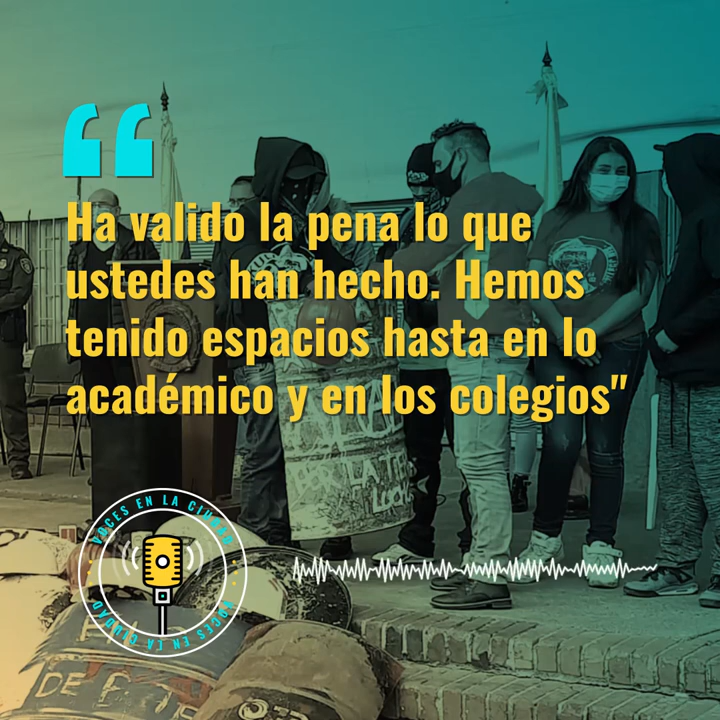 “
Ha valido la pena lo que
ustedes han hecho. Hemos
tenido espacios hasta en lo
académico y en los colegios"
VOCES EN LA CIUDAD
VOCES EN LA CIUDAD